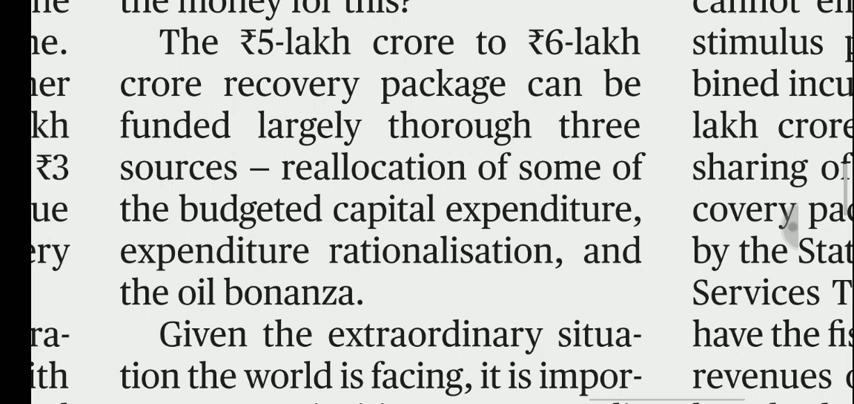 the money for this?
The ₹5-lakh crore to ₹6-lakh
crore recovery package can be
funded largely thorough three
sources – reallocation of some of
the budgeted capital expenditure,
expenditure rationalisation, and
the oil bonanza.
Given the extraordinary situa-
tion the world is facing, it is impor-
cannot
stimulus
bined incu
lakh crore
sharing of
covery pac
by the Stat
Services T
have the fis
revenues